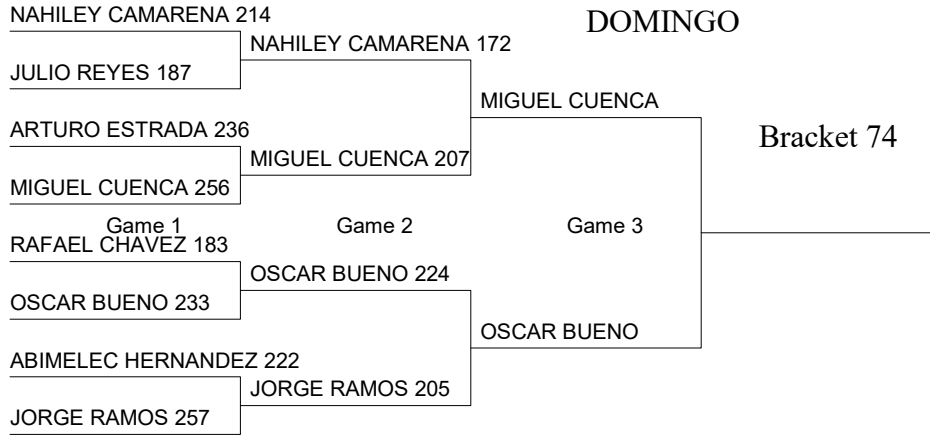 NAHILEY CAMARENA 214
DOMINGO
NAHILEY CAMARENA 172
JULIO REYES 187
MIGUEL CUENCA
ARTURO ESTRADA 236
Bracket 74
MIGUEL CUENCA 207
MIGUEL CUENCA 256
Game 1
Game 2
Game 3
RAFAEL CHAVEZ 183
OSCAR BUENO 224
OSCAR BUENO 233
OSCAR BUENO
ABIMELEC HERNANDEZ 222
JORGE RAMOS 205
JORGE RAMOS 257